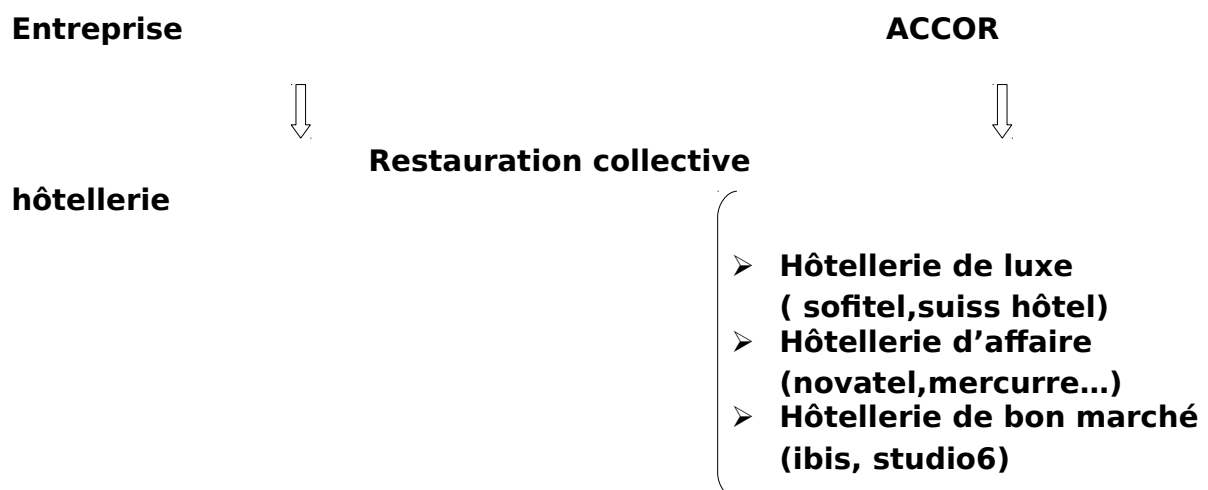 Entreprise ACCOR
Restauration collective
hôtellerie
➢ Hôtellerie de luxe
( sofitel,suiss hôtel)
➢ Hôtellerie d’affaire
(novatel,mercurre…)
➢ Hôtellerie de bon marché
(ibis, studio6)